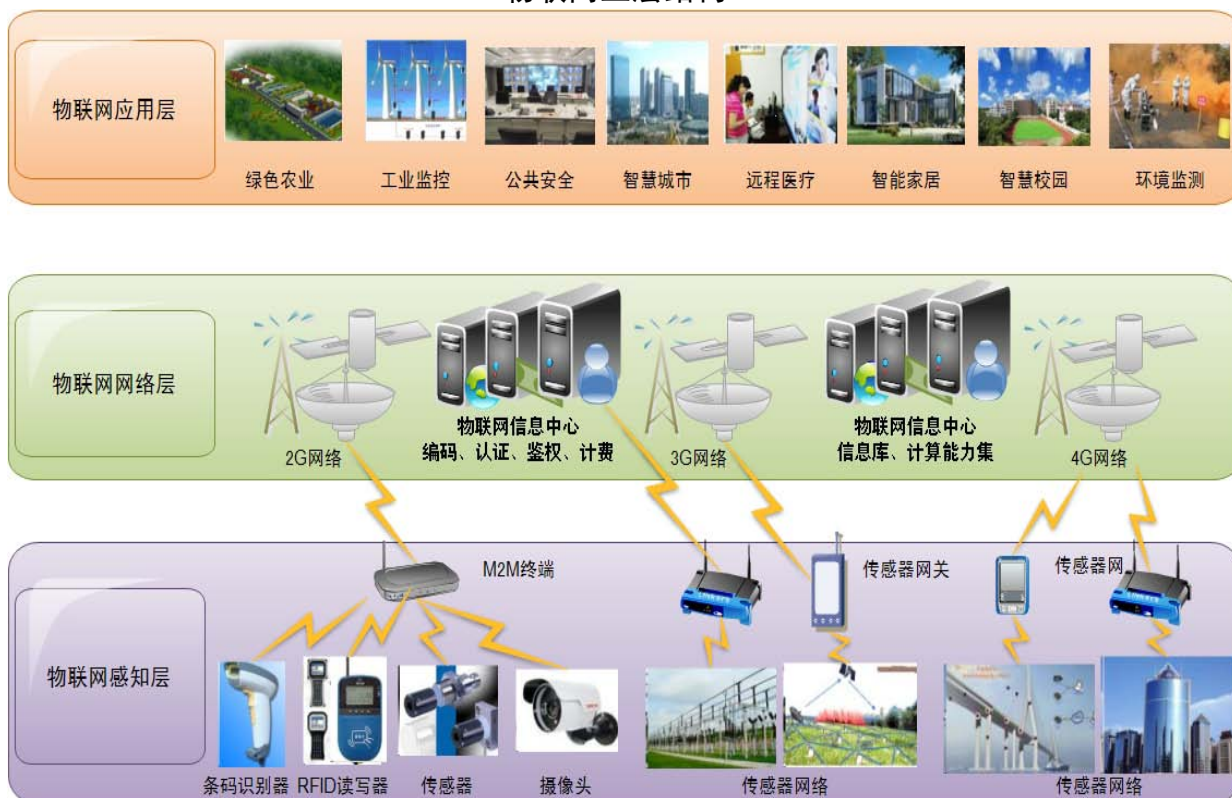 物联网应用层
绿色农业
工业监控
公共安全
智慧城市
远程医疗
智能家居
智慧校园
环境监测
物联网网络层
2G网络
物联网信息中心
编码、认证、鉴权、计费
3G网络
物联网信息中心
信息库、计算能力集
4G网络
M2M终端
传感器网关
传感器网
物联网感知层
条码识别器
RFID读写器
传感器
摄像头
传感器网络
传感器网络